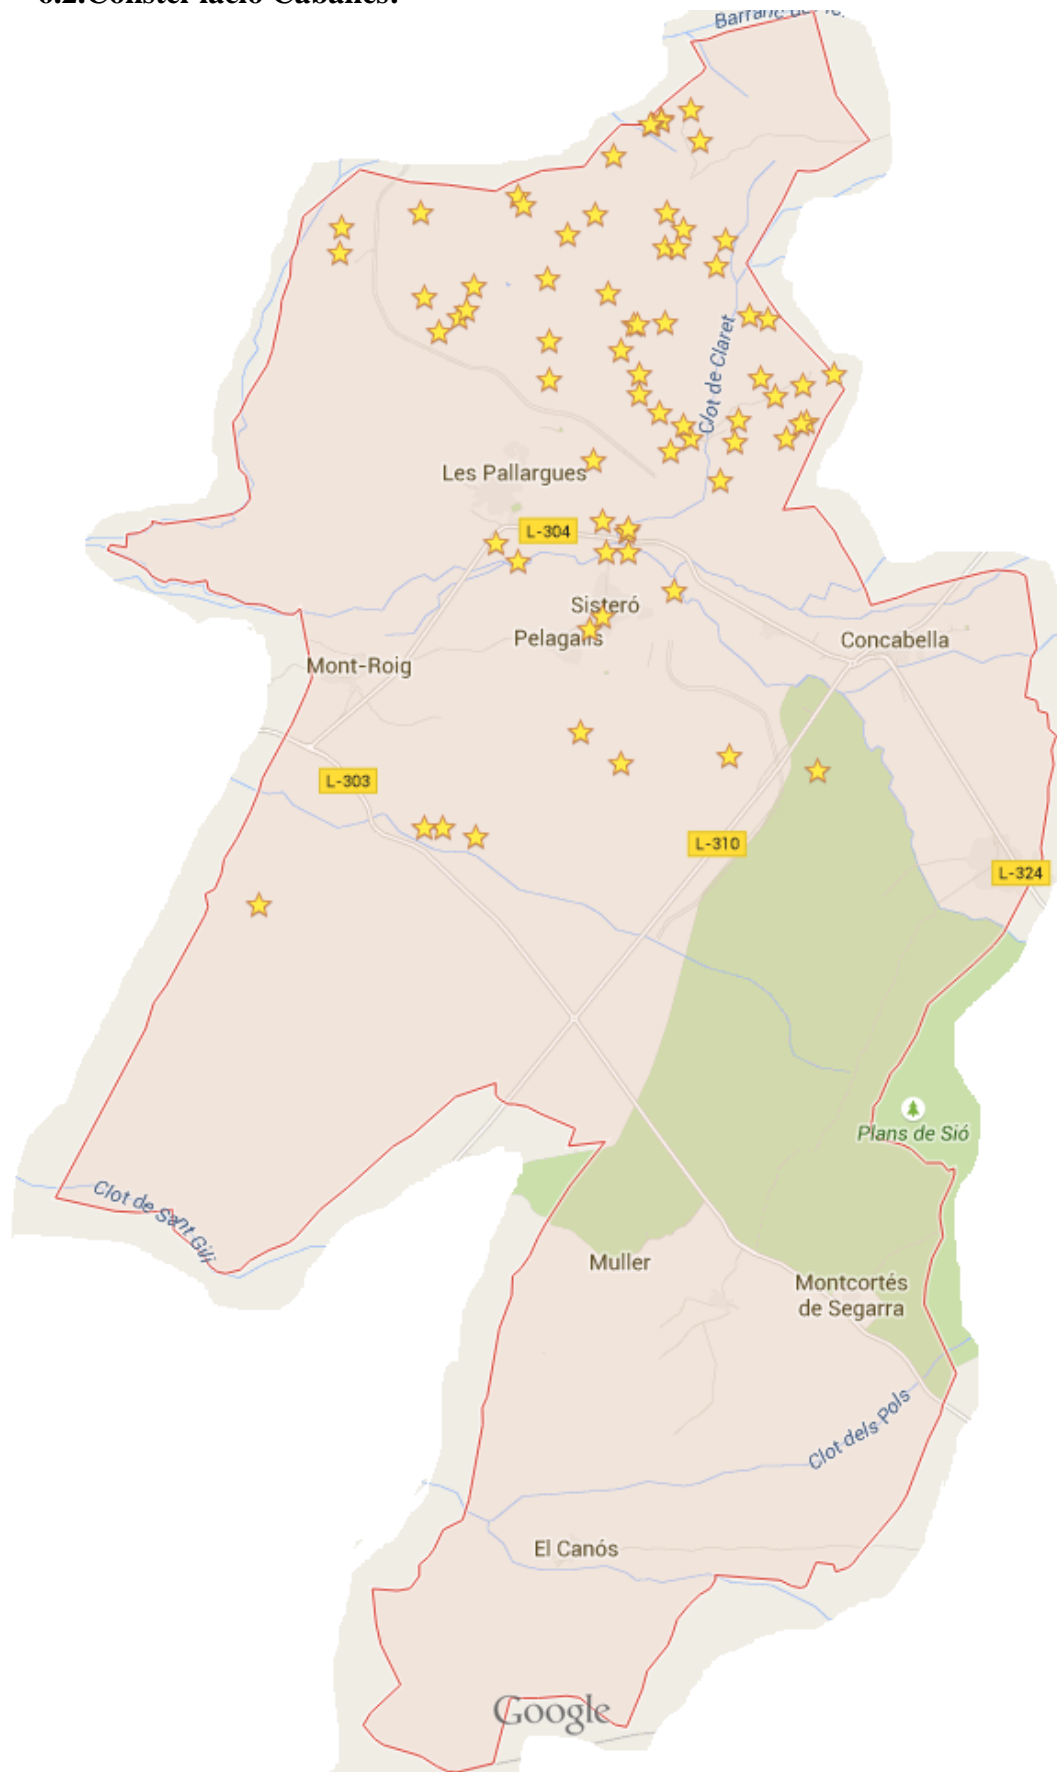 Clot de Claret
Les Pallargues
L-304
Sisteró
Pelagalls
Concabella
Mont-Roig
L-303
L-310
L-324
Plans de Sió
Clot de Sant Gili
Muller
Montcortés
de Segarra
Clot dels Pols
El Canós
Google